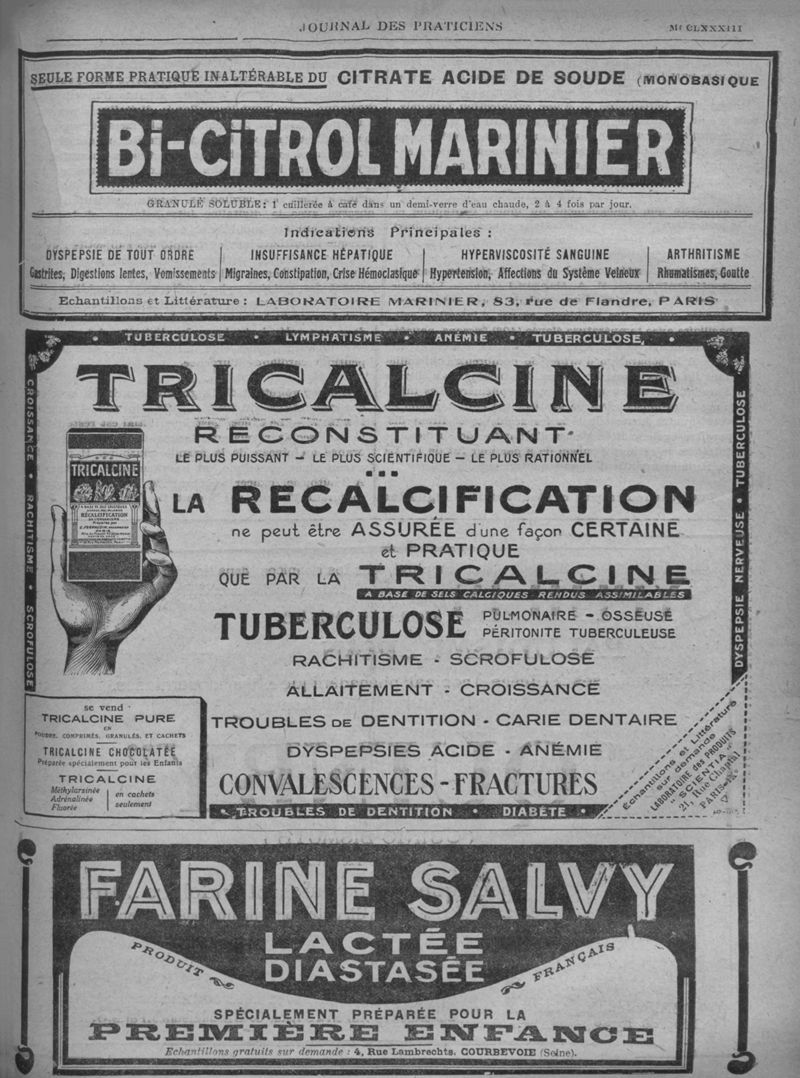 JOURNAL DES PRATICIENS
SEULE FORME PRATIQUE INALTÉRABLE DU CITRATE ACIDE DE SOUDE (MONOBASIQUE
Bi-CiTROL MARINIER
GRANULÉ SOLUBLE: 1 cuillerée à café dans un demi-verre d'eau chaude, 2 à 4 fois par jour.
Indications Principales :
DYSPEPSIE DE TOUT ORDRE
Gastrites, Digestions lentes, Vomissements
INSUFFISANCE HÉPATIQUE
Migraines, Constipation, Crise Hémoclasique
HYPERVISCOSITÉ SANGUINE
Hypertension, Affections du Système Veineux
ARTHRITISME
Rhumatismes, Goutte
Echantillons et Littérature : LABORATOIRE MARINIER, 83, rue de Flandre, PARIS
TUBERCULOSE • LYMPHATISME • ANÉMIE • TUBERCULOSE,
TRICALCINE
RECONSTITUANT
LE PLUS PUISSANT — LE PLUS SCIENTIFIQUE — LE PLUS RATIONNEL
LA RECALCIFICATION
ne peut être ASSURÉE d'une façon CERTAINE
et PRATIQUE
QUE PAR LA TRICALCINE
A BASE DE SELS CALCIQUES RENDUS ASSIMILABLES
TRICALCINE
A BASE DE SELS CALCIQUES
RÉCALCIFICATION
CROISSANCE • RACHITISME • SCROFULOSE
DYSPEPSIE NERVEUSE • TUBERCULOSE
TUBERCULOSE PULMONAIRE - OSSEUSE
PÉRITONITE TUBERCULEUSE
RACHITISME - SCROFULOSE
ALLAITEMENT - CROISSANCE
TROUBLES DE DENTITION - CARIE DENTAIRE
DYSPEPSIES ACIDE - ANÉMIE
CONVALESCENCES - FRACTURES
TROUBLES DE DENTITION • DIABÈTE •
se vend
TRICALCINE PURE
EN
POUDRE, COMPRIMÉS, GRANULÉS, ET CACHETS
TRICALCINE CHOCOLATÉE
Préparée spécialement pour les Enfants
TRICALCINE
Méthylarsinée
Adrénalinée
Fluorée
en cachets
seulement
Échantillons et Littérature
sur demande
LABORATOIRE des PRODUITS
"SCIENTIA"
21, Rue Chaptal
PARIS
FARINE SALVY
LACTÉE
DIASTASÉE
PRODUIT FRANÇAIS
SPÉCIALEMENT PRÉPARÉE POUR LA
PREMIÈRE ENFANCE
Echantillons gratuits sur demande : 4, Rue Lambrechts, COURBEVOIE (Seine).